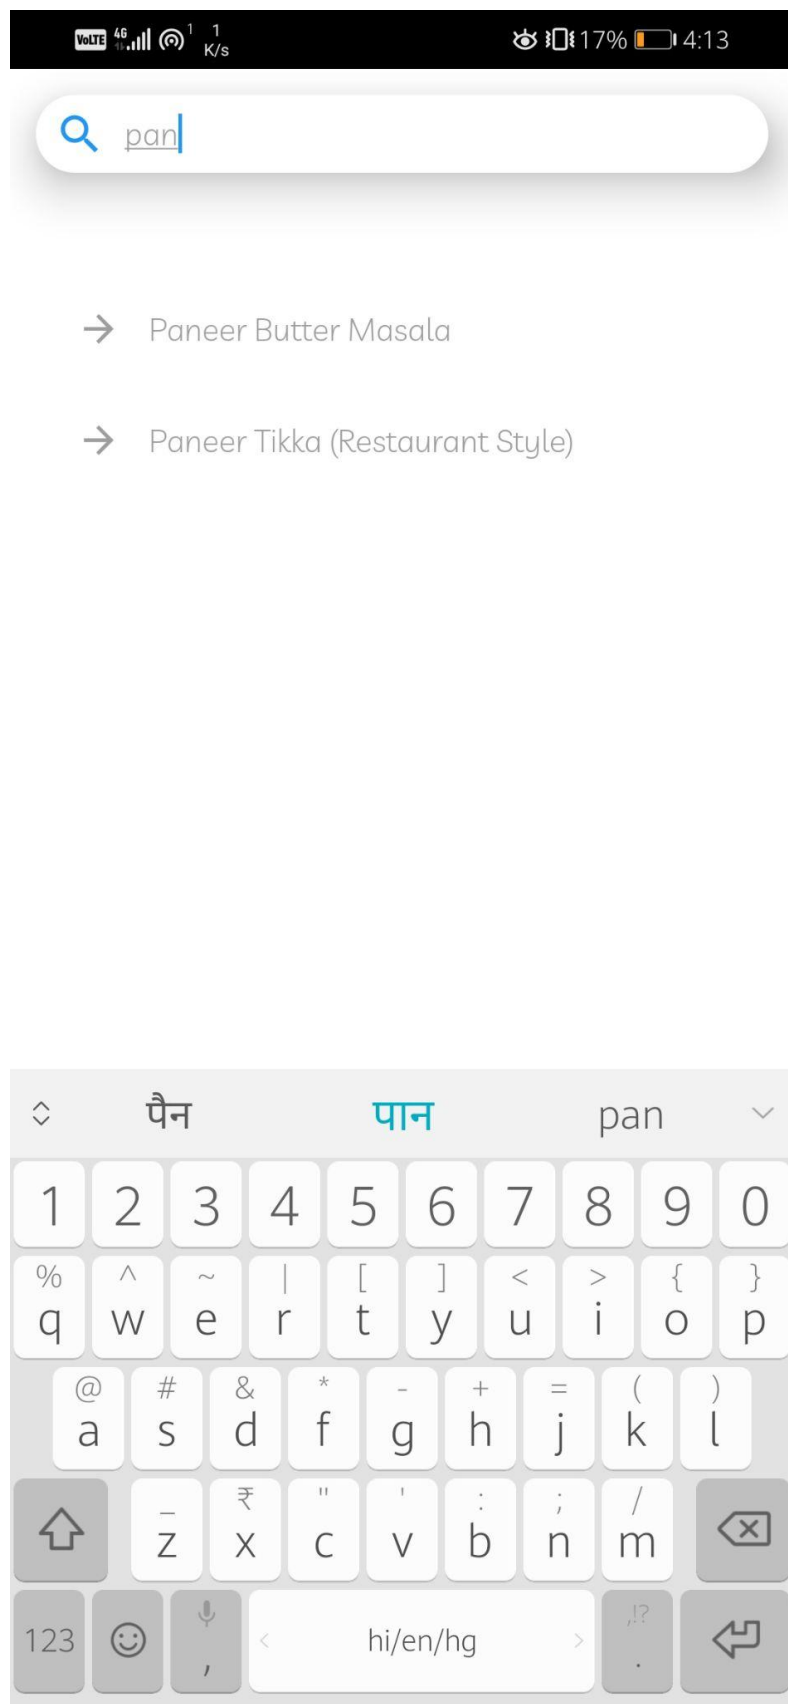 VoLTE 4G 1 1 K/s 17% 4:13
pan
Paneer Butter Masala
Paneer Tikka (Restaurant Style)
पैन पान pan
1 2 3 4 5 6 7 8 9 0
% ^ ~ | [ ] < > { }
q w e r t y u i o p
@ # & * - + = ( )
a s d f g h j k l
_ ₹ " ' : ; /
z x c v b n m
,!?
123 , < hi/en/hg > .